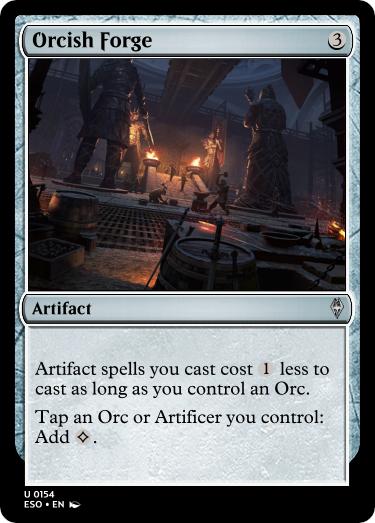 Orcish Forge 3
Artifact
Artifact spells you cast cost 1 less to
cast as long as you control an Orc.
Tap an Orc or Artificer you control:
Add ◇.
U 0154
ESO • EN